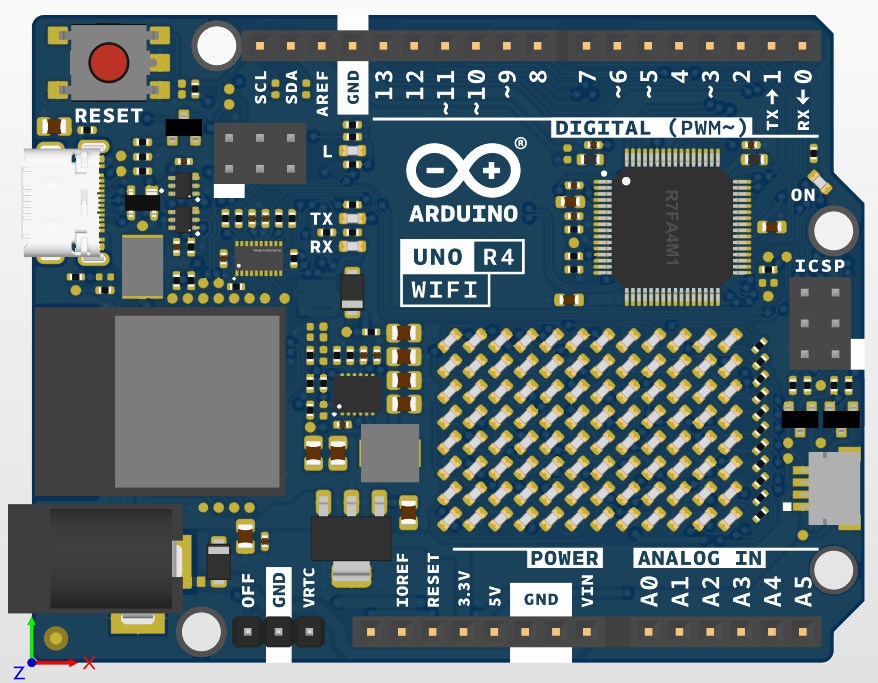 RESET
SCL SDA AREF GND 13 12 ~11 ~10 ~9 8 7 ~6 ~5 4 ~3 2 TX→1 RX←0
DIGITAL (PWM~)
L
®
ARDUINO
ON
TX
RX
R7FA4M1
UNO R4
WIFI
ICSP
POWER
ANALOG IN
OFF GND VRTC IOREF RESET 3.3V 5V GND VIN A0 A1 A2 A3 A4 A5
Z X